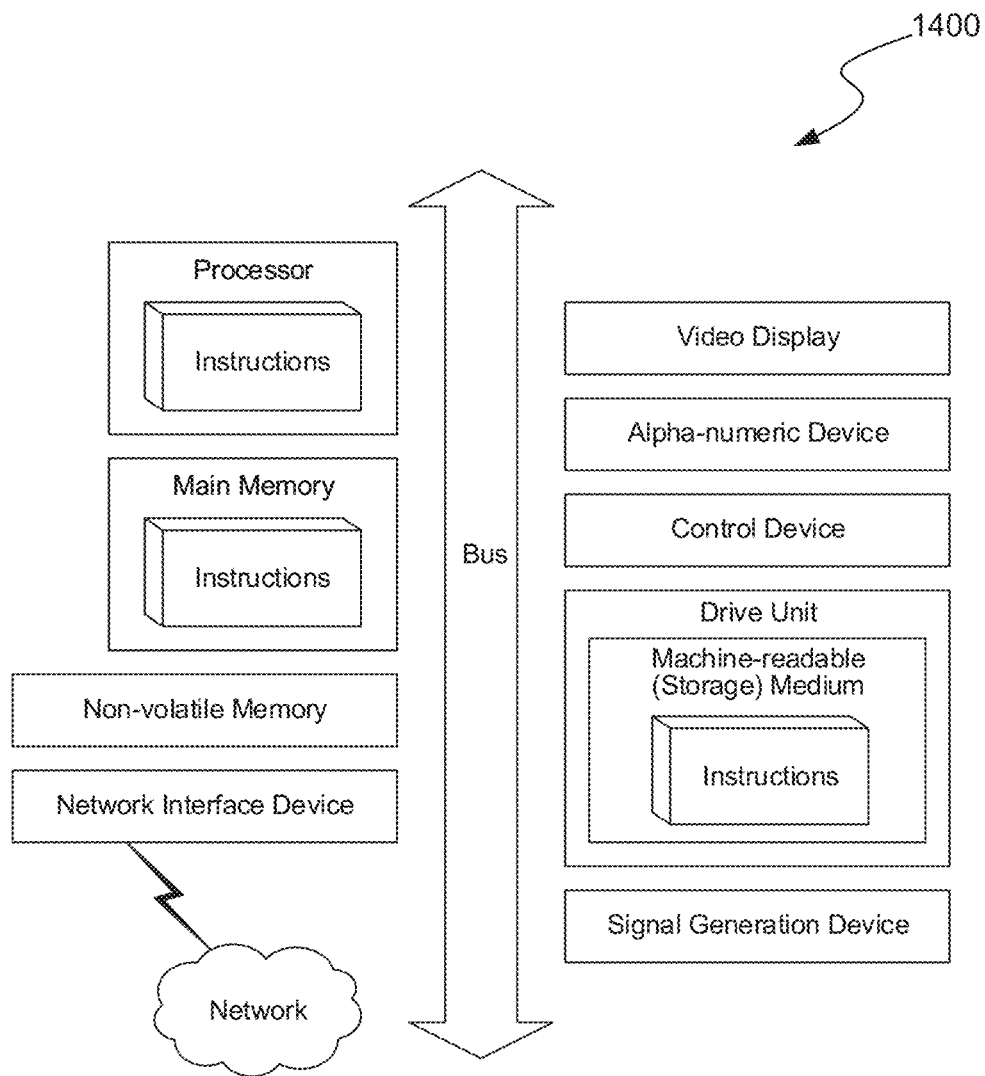 1400
Processor
Instructions
Main Memory
Instructions
Non-volatile Memory
Network Interface Device
Network
Bus
Video Display
Alpha-numeric Device
Control Device
Drive Unit
Machine-readable
(Storage) Medium
Instructions
Signal Generation Device